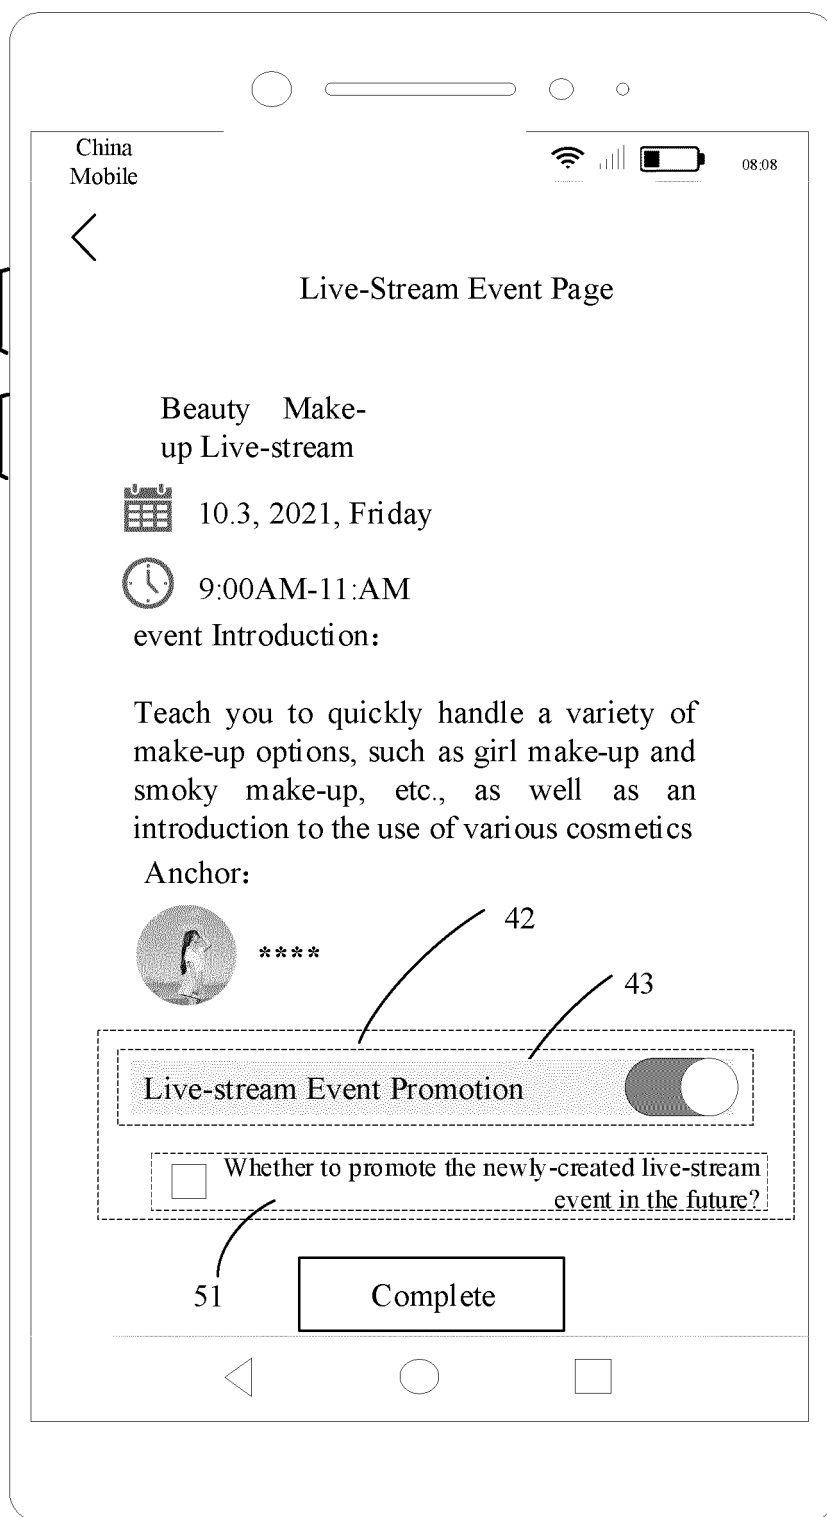 China
Mobile
08:08
Live-Stream Event Page
Beauty Make-
up Live-stream
10.3, 2021, Friday
9:00AM-11:AM
event Introduction:
Teach you to quickly handle a variety of
make-up options, such as girl make-up and
smoky make-up, etc., as well as an
introduction to the use of various cosmetics
Anchor:
****
42
43
Live-stream Event Promotion
Whether to promote the newly-created live-stream
event in the future?
51
Complete